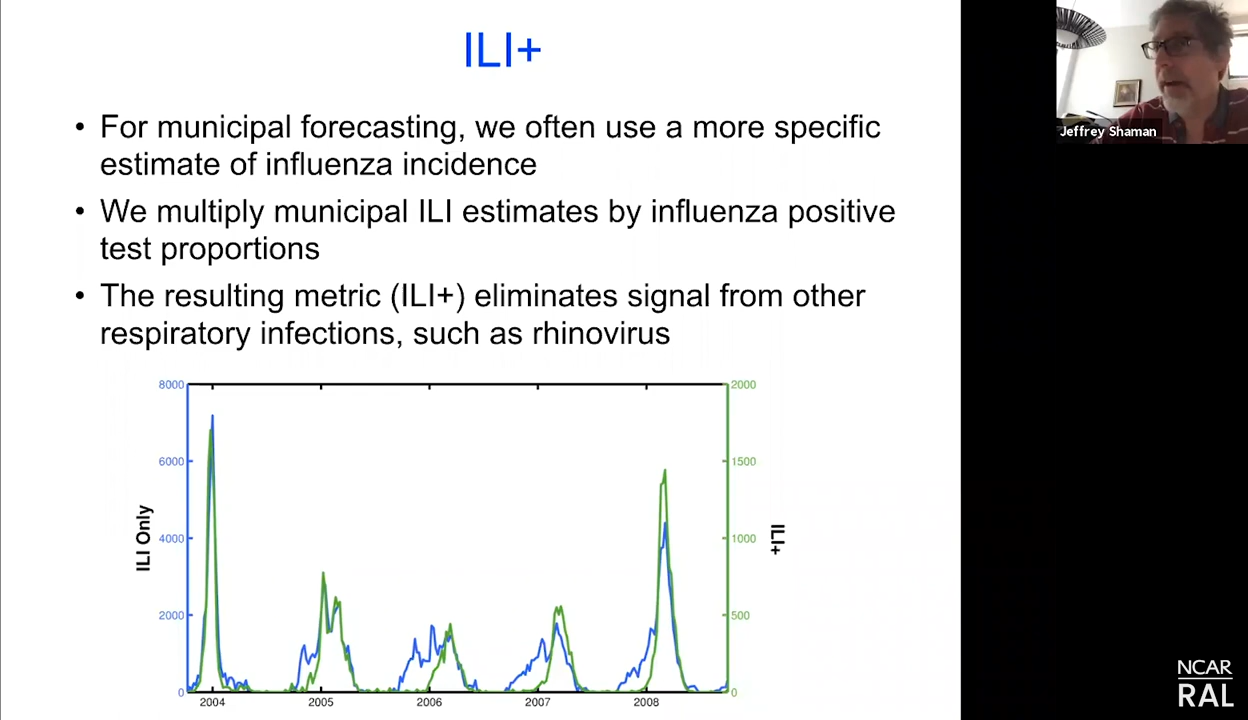 ILI+
• For municipal forecasting, we often use a more specific
estimate of influenza incidence
• We multiply municipal ILI estimates by influenza positive
test proportions
• The resulting metric (ILI+) eliminates signal from other
respiratory infections, such as rhinovirus
8000
6000
4000
2000
0
ILI Only
2000
1500
1000
500
0
ILI+
2004
2005
2006
2007
2008
Jeffrey Shaman
NCAR
RAL